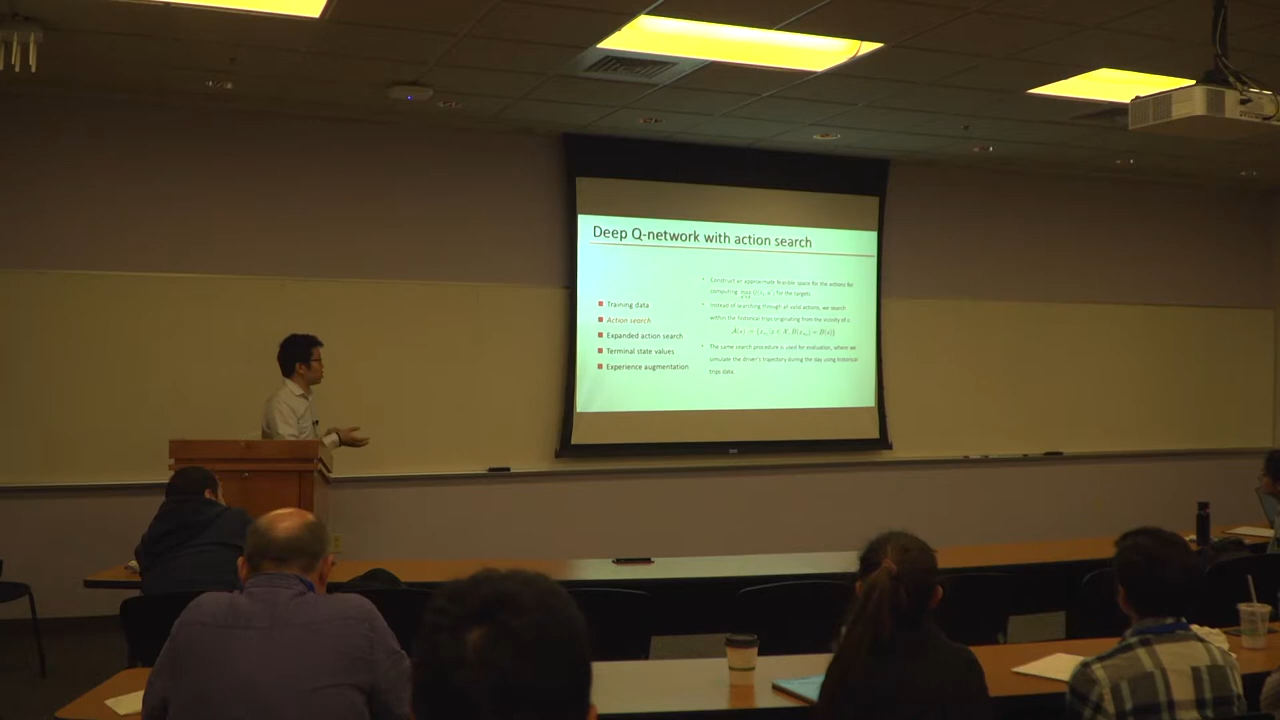 Deep Q-network with action search
Training data
Action search
Expanded action search
Terminal state values
Experience augmentation
Construct an approximate feasible space for the actions for
computing max Q(s, a') for the targets
Instead of searching through all valid actions, we search
within the historical trips originating from the vicinity of s:
The same search procedure is used for evaluation, where we
simulate the driver's trajectory during the day using historical
trips data.